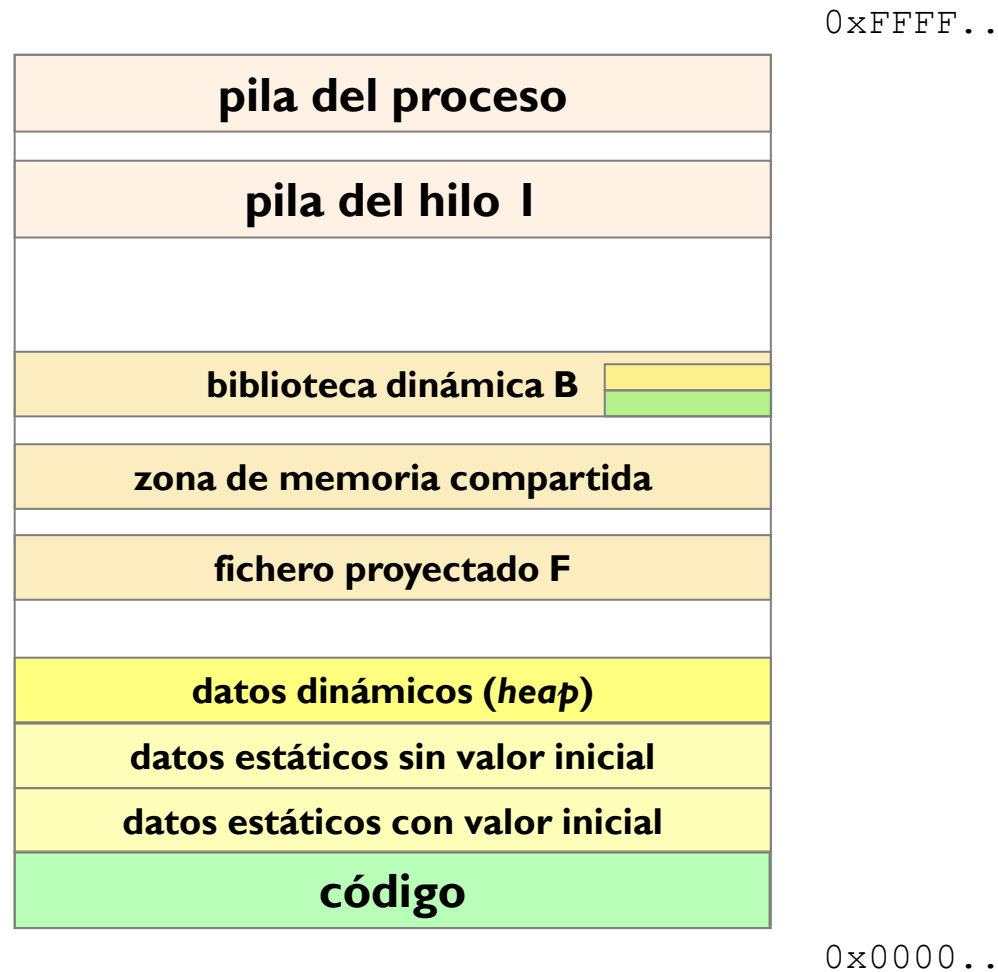 0xFFFF..
pila del proceso
pila del hilo 1
biblioteca dinámica B
zona de memoria compartida
fichero proyectado F
datos dinámicos (heap)
datos estáticos sin valor inicial
datos estáticos con valor inicial
código
0x0000..